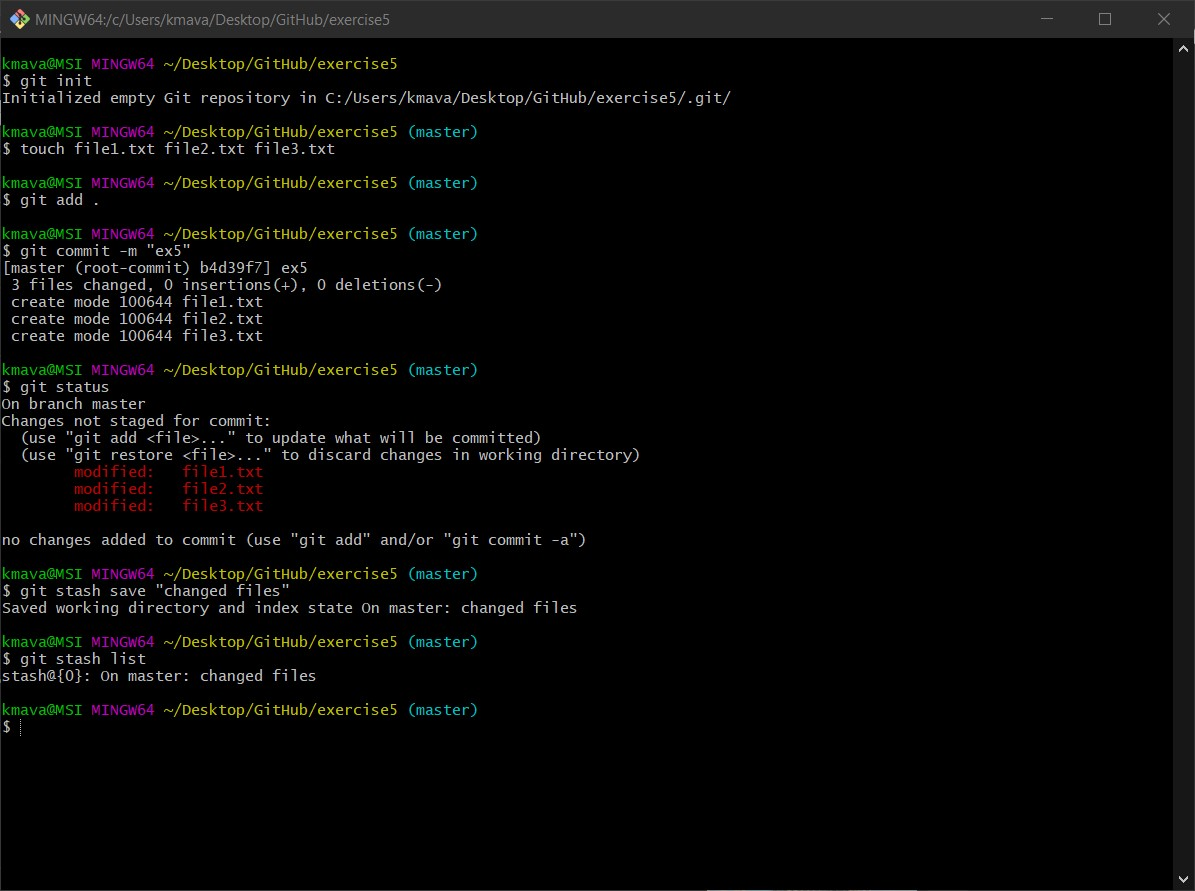 MINGW64:/c/Users/kmava/Desktop/GitHub/exercise5
kmava@MSI MINGW64 ~/Desktop/GitHub/exercise5
$ git init
Initialized empty Git repository in C:/Users/kmava/Desktop/GitHub/exercise5/.git/
kmava@MSI MINGW64 ~/Desktop/GitHub/exercise5 (master)
$ touch file1.txt file2.txt file3.txt
kmava@MSI MINGW64 ~/Desktop/GitHub/exercise5 (master)
$ git add .
kmava@MSI MINGW64 ~/Desktop/GitHub/exercise5 (master)
$ git commit -m "ex5"
[master (root-commit) b4d39f7] ex5
 3 files changed, 0 insertions(+), 0 deletions(-)
 create mode 100644 file1.txt
 create mode 100644 file2.txt
 create mode 100644 file3.txt
kmava@MSI MINGW64 ~/Desktop/GitHub/exercise5 (master)
$ git status
On branch master
Changes not staged for commit:
  (use "git add <file>..." to update what will be committed)
  (use "git restore <file>..." to discard changes in working directory)
        modified:   file1.txt
        modified:   file2.txt
        modified:   file3.txt
no changes added to commit (use "git add" and/or "git commit -a")
kmava@MSI MINGW64 ~/Desktop/GitHub/exercise5 (master)
$ git stash save "changed files"
Saved working directory and index state On master: changed files
kmava@MSI MINGW64 ~/Desktop/GitHub/exercise5 (master)
$ git stash list
stash@{0}: On master: changed files
kmava@MSI MINGW64 ~/Desktop/GitHub/exercise5 (master)
$